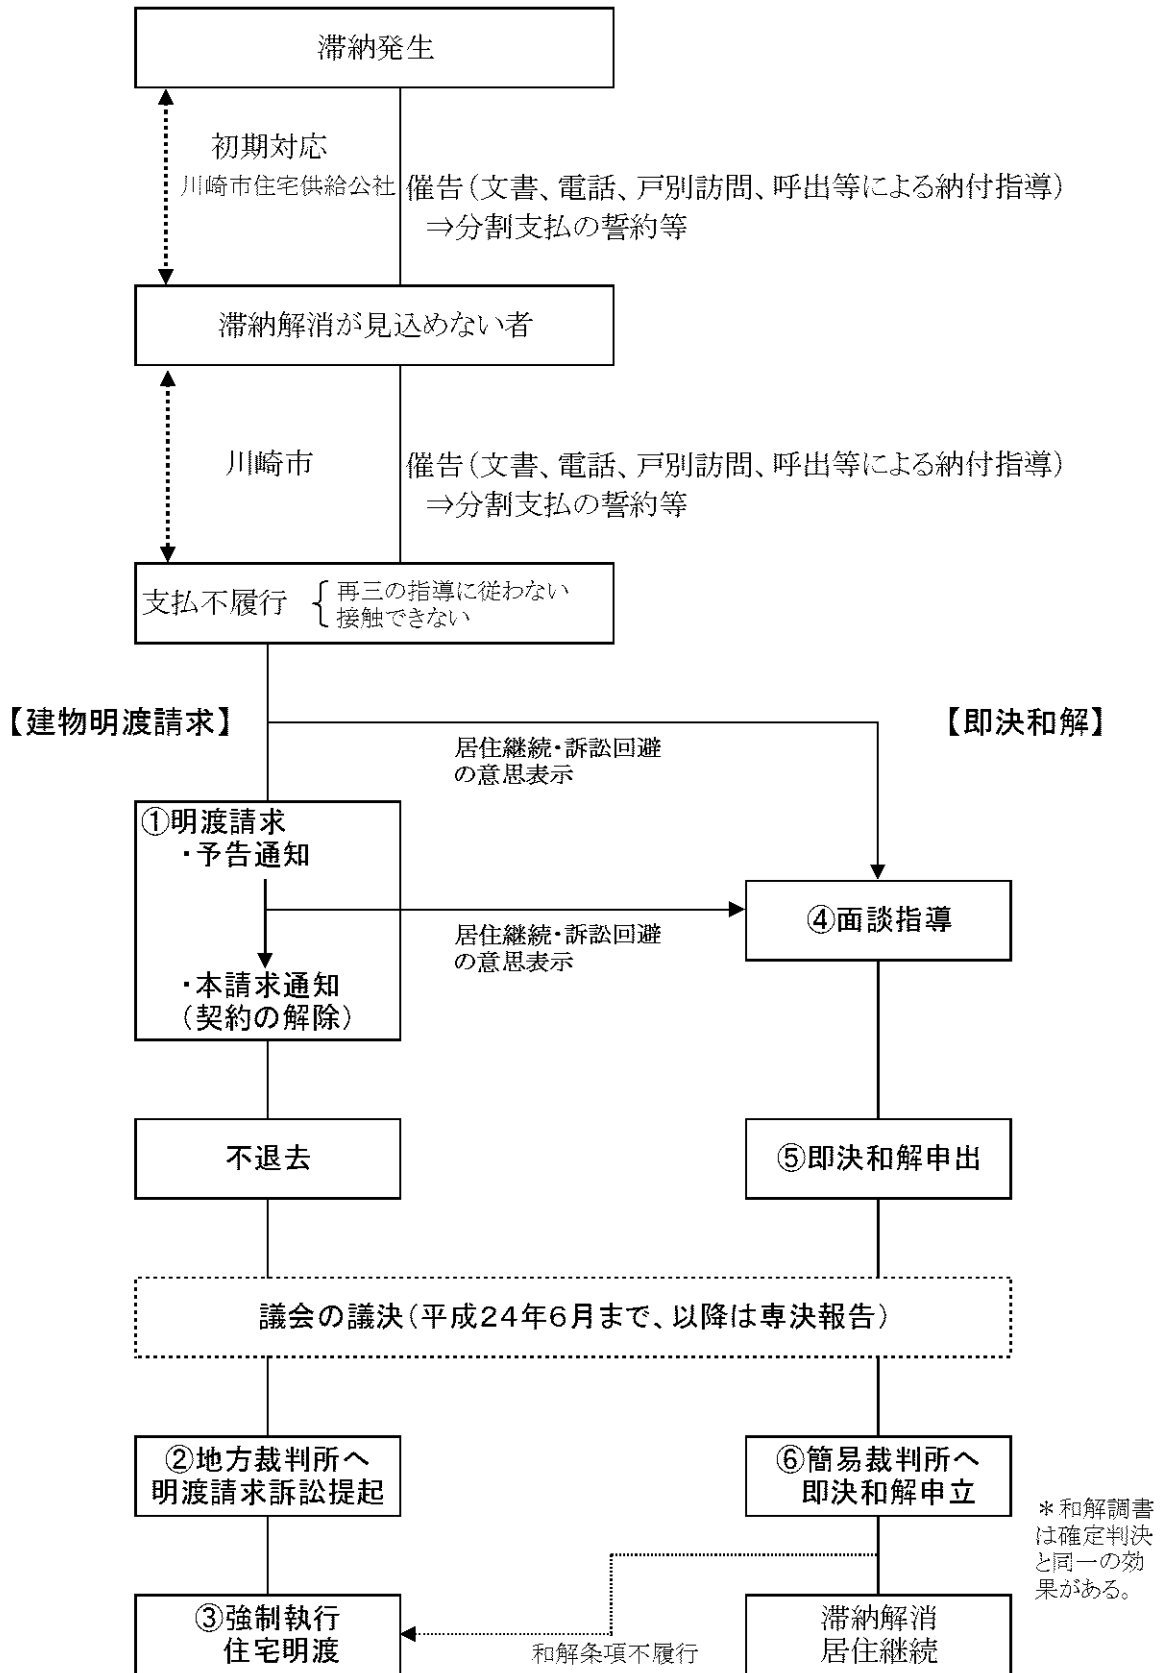 滞納発生
初期対応
川崎市住宅供給公社
催告(文書、電話、戸別訪問、呼出等による納付指導)
⇒分割支払の誓約等
滞納解消が見込めない者
川崎市
催告(文書、電話、戸別訪問、呼出等による納付指導)
⇒分割支払の誓約等
支払不履行
再三の指導に従わない
接触できない
【建物明渡請求】
【即決和解】
居住継続・訴訟回避
の意思表示
①明渡請求
・予告通知
居住継続・訴訟回避
の意思表示
④面談指導
・本請求通知
(契約の解除)
不退去
⑤即決和解申出
議会の議決(平成24年6月まで、以降は専決報告)
②地方裁判所へ
明渡請求訴訟提起
⑥簡易裁判所へ
即決和解申立
*和解調書
は確定判決
と同一の効
果がある。
③強制執行
住宅明渡
和解条項不履行
滞納解消
居住継続